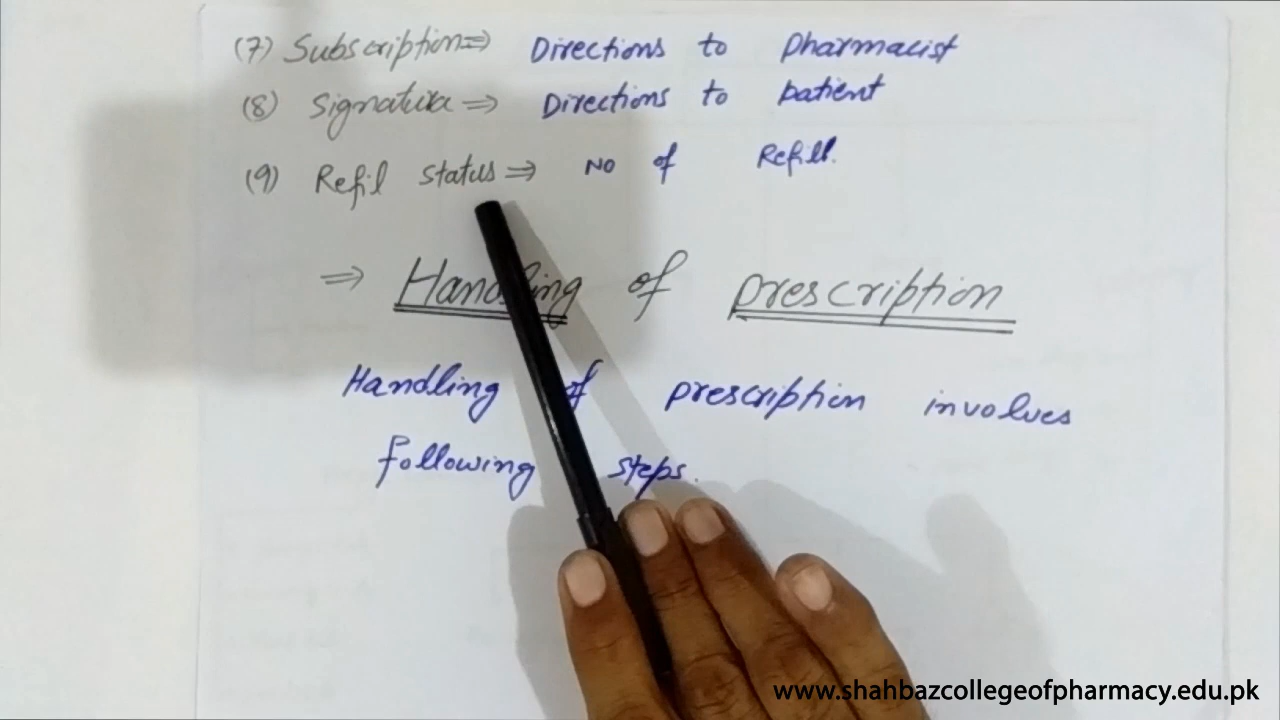 (7) Subscription ⇒ Directions to Pharmacist
(8) Signature ⇒ Directions to patient
(9) Refil status ⇒ No of Refill.
⇒ Handling of prescription
Handling of prescription involves
following steps.
www.shahbazcollegeofpharmacy.edu.pk